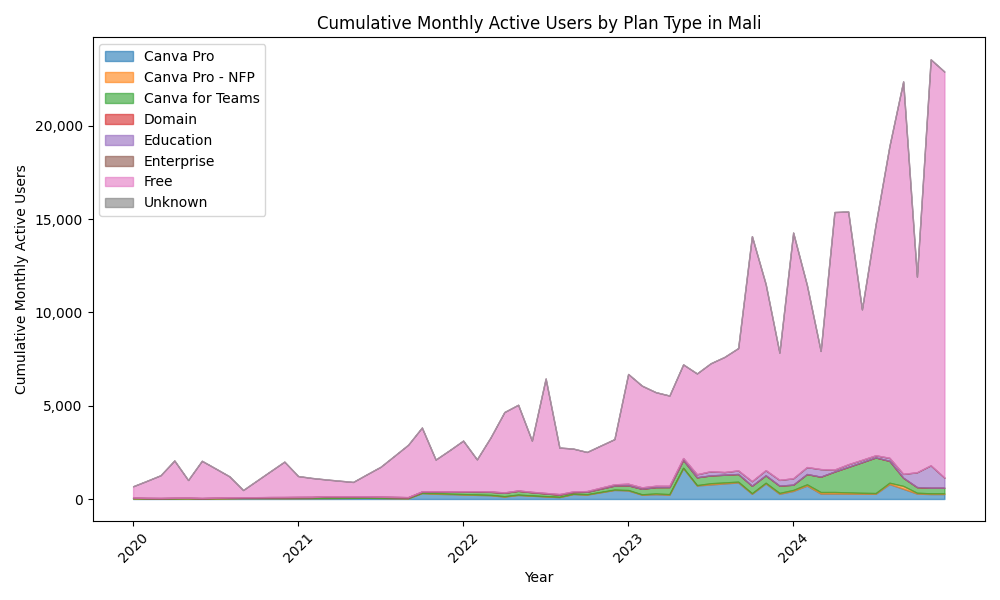 Cumulative Monthly Active Users by Plan Type in Mali
Canva Pro
Canva Pro - NFP
Canva for Teams
Domain
Education
Enterprise
Free
Unknown
Cumulative Monthly Active Users
20,000
15,000
10,000
5,000
0
2020
2021
2022
2023
2024
Year